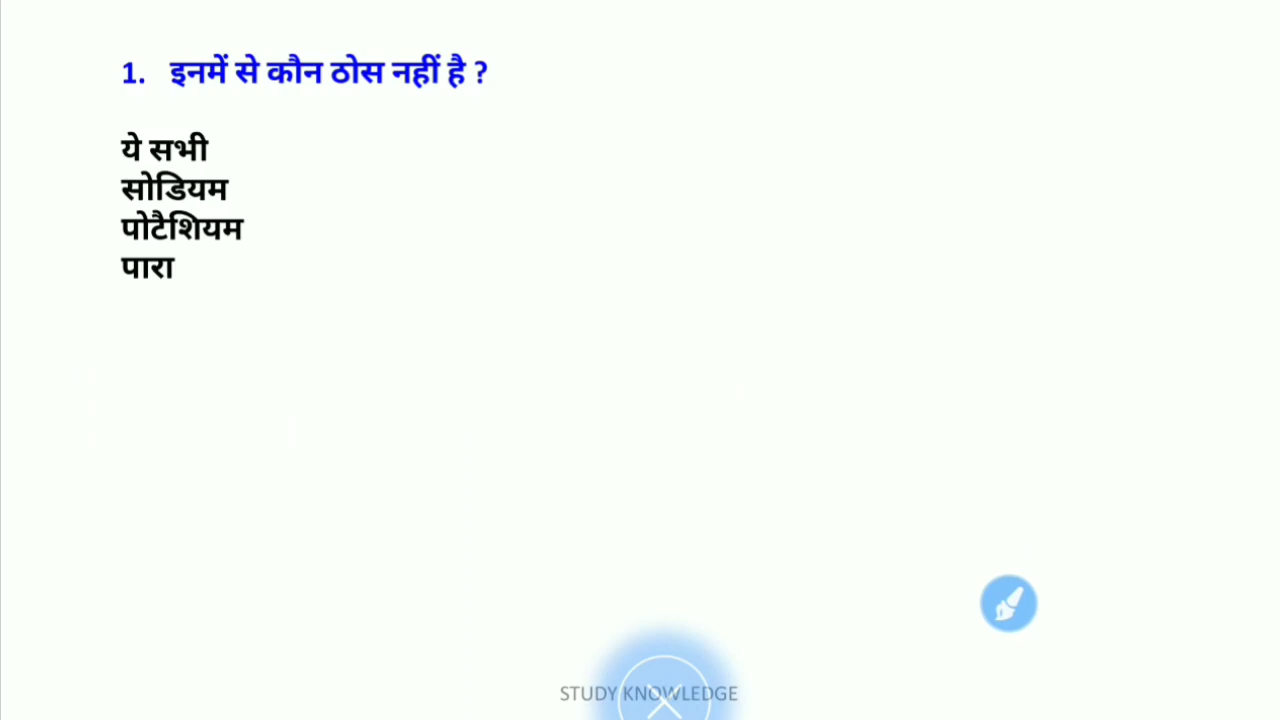 1. इनमें से कौन ठोस नहीं है ?
ये सभी
सोडियम
पोटैशियम
पारा
STUDY KNOWLEDGE